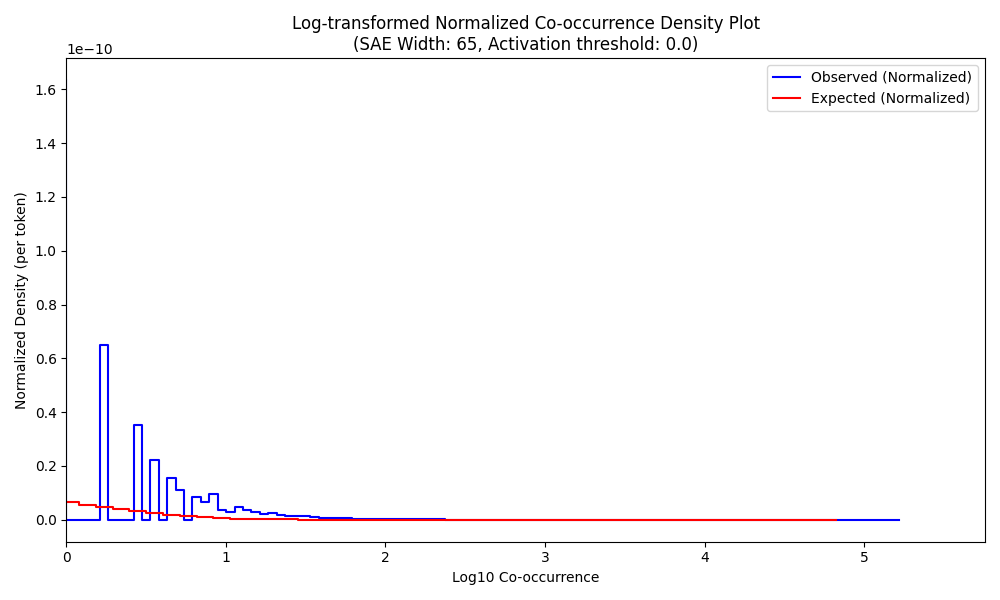 Log-transformed Normalized Co-occurrence Density Plot
(SAE Width: 65, Activation threshold: 0.0)
1e−10
Observed (Normalized)
Expected (Normalized)
1.6
1.4
1.2
1.0
0.8
0.6
0.4
0.2
0.0
Normalized Density (per token)
0 1 2 3 4 5
Log10 Co-occurrence